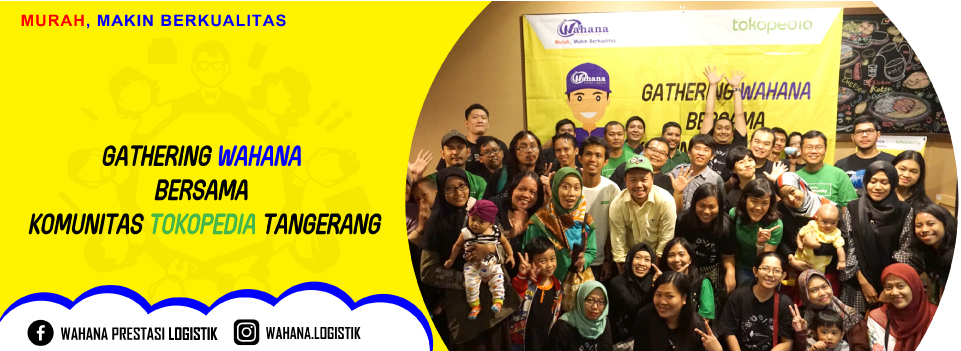 MURAH, MAKIN BERKUALITAS
GATHERING WAHANA
BERSAMA
KOMUNITAS TOKOPEDIA TANGERANG
WAHANA PRESTASI LOGISTIK
WAHANA.LOGISTIK
Wahana
Murah, Makin Berkualitas
tokopedia
Wahana
GATHERING WAHANA
BERSAMA